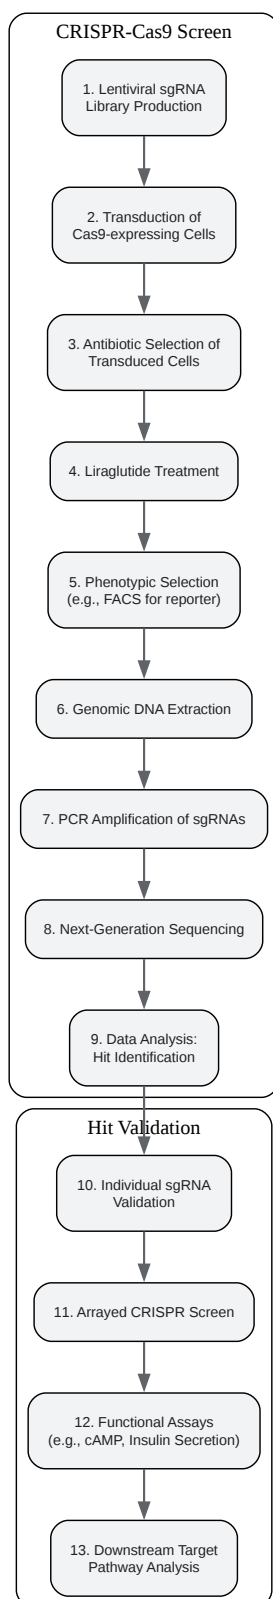 CRISPR-Cas9 Screen
1. Lentiviral sgRNA
Library Production
2. Transduction of
Cas9-expressing Cells
3. Antibiotic Selection of
Transduced Cells
4. Liraglutide Treatment
5. Phenotypic Selection
(e.g., FACS for reporter)
6. Genomic DNA Extraction
7. PCR Amplification of sgRNAs
8. Next-Generation Sequencing
9. Data Analysis:
Hit Identification
Hit Validation
10. Individual sgRNA
Validation
11. Arrayed CRISPR Screen
12. Functional Assays
(e.g., cAMP, Insulin Secretion)
13. Downstream Target
Pathway Analysis